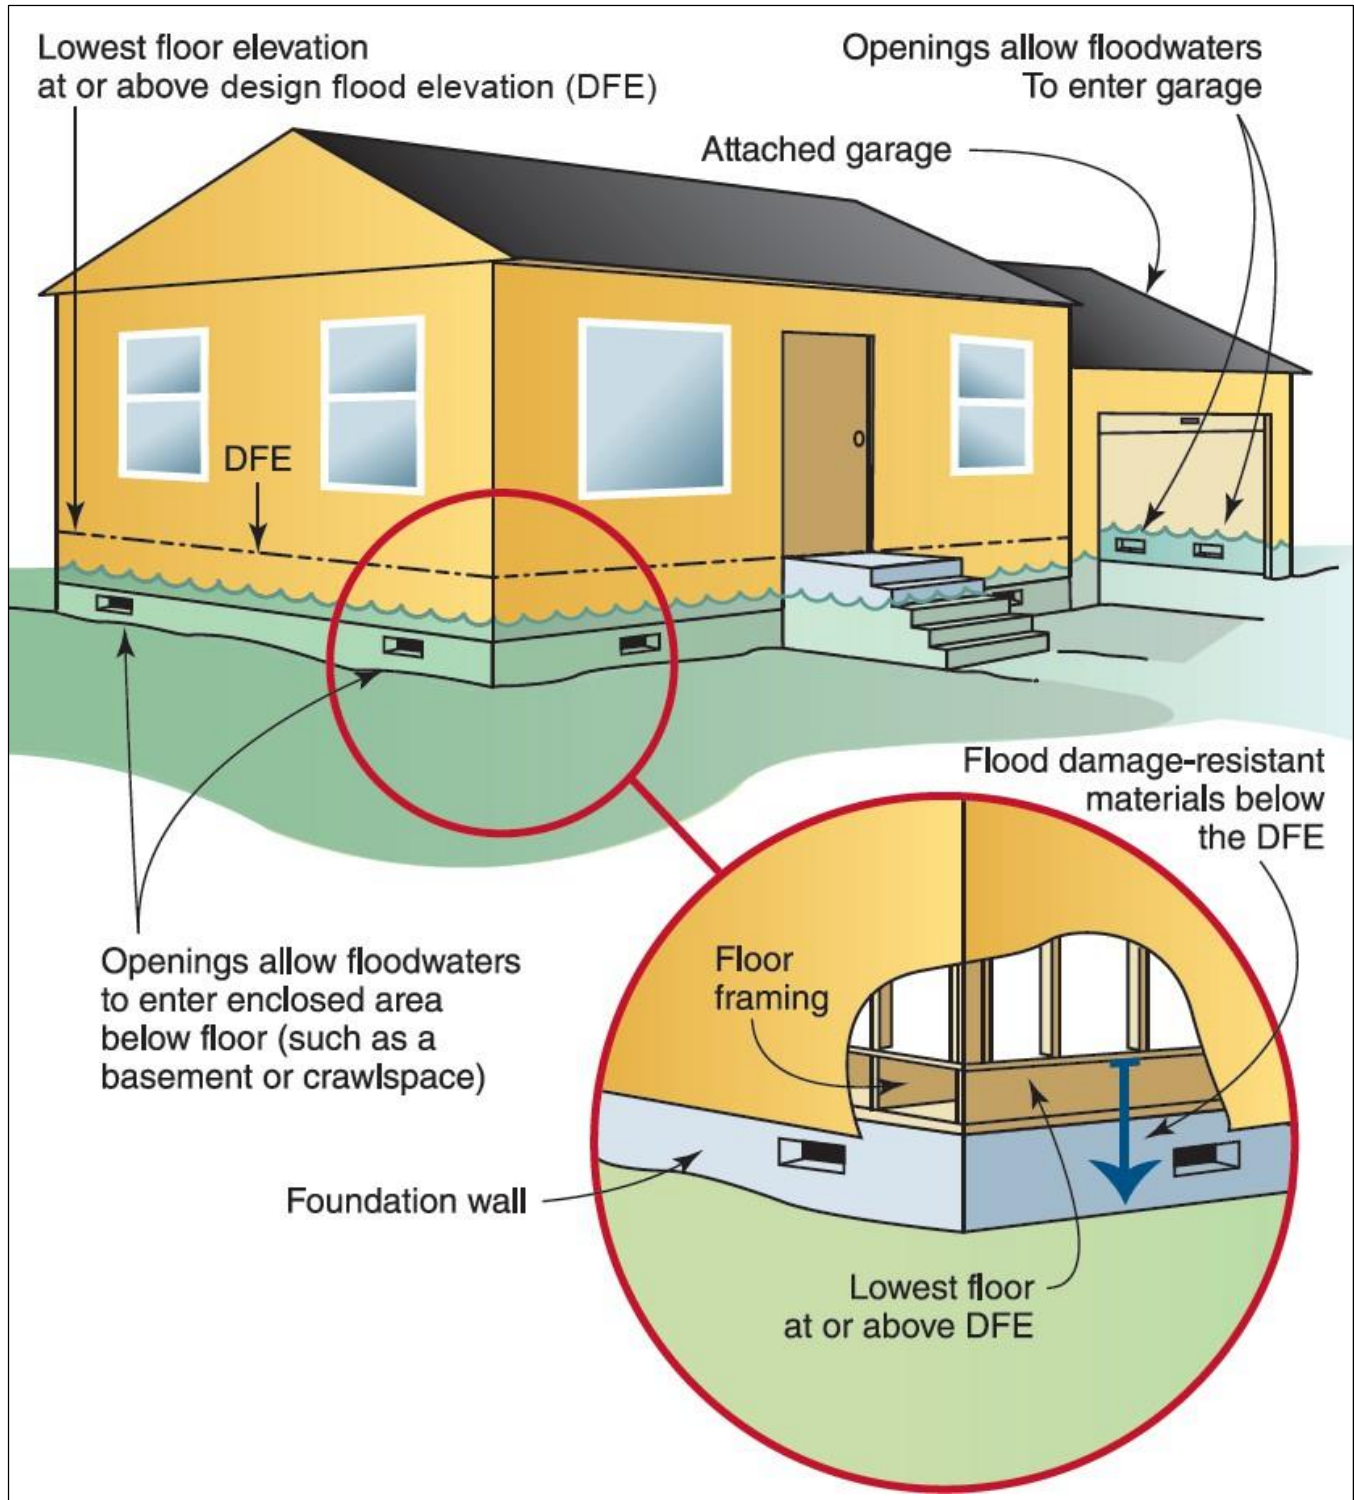 Lowest floor elevation
at or above design flood elevation (DFE)
Openings allow floodwaters
To enter garage
Attached garage
DFE
Flood damage-resistant
materials below
the DFE
Openings allow floodwaters
to enter enclosed area
below floor (such as a
basement or crawlspace)
Floor
framing
Foundation wall
Lowest floor
at or above DFE